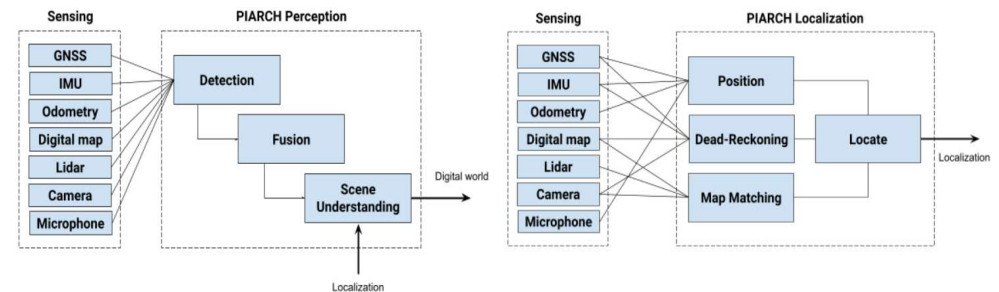 Sensing
PIARCH Perception
GNSS
IMU
Odometry
Digital map
Lidar
Camera
Microphone
Detection
Fusion
Scene
Understanding
Digital world
Localization
Sensing
PIARCH Localization
GNSS
IMU
Odometry
Digital map
Lidar
Camera
Microphone
Position
Dead-Reckoning
Map Matching
Locate
Localization